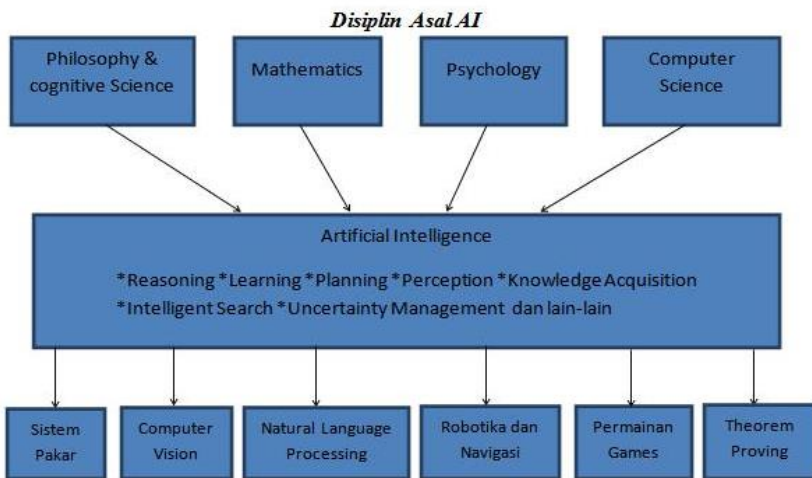 Disiplin Asal AI
Philosophy &
cognitive Science
Mathematics
Psychology
Computer
Science
Artificial Intelligence
*Reasoning *Learning *Planning *Perception *Knowledge Acquisition
*Intelligent Search *Uncertainty Management dan lain-lain
Sistem
Pakar
Computer
Vision
Natural Language
Processing
Robotika dan
Navigasi
Permainan
Games
Theorem
Proving